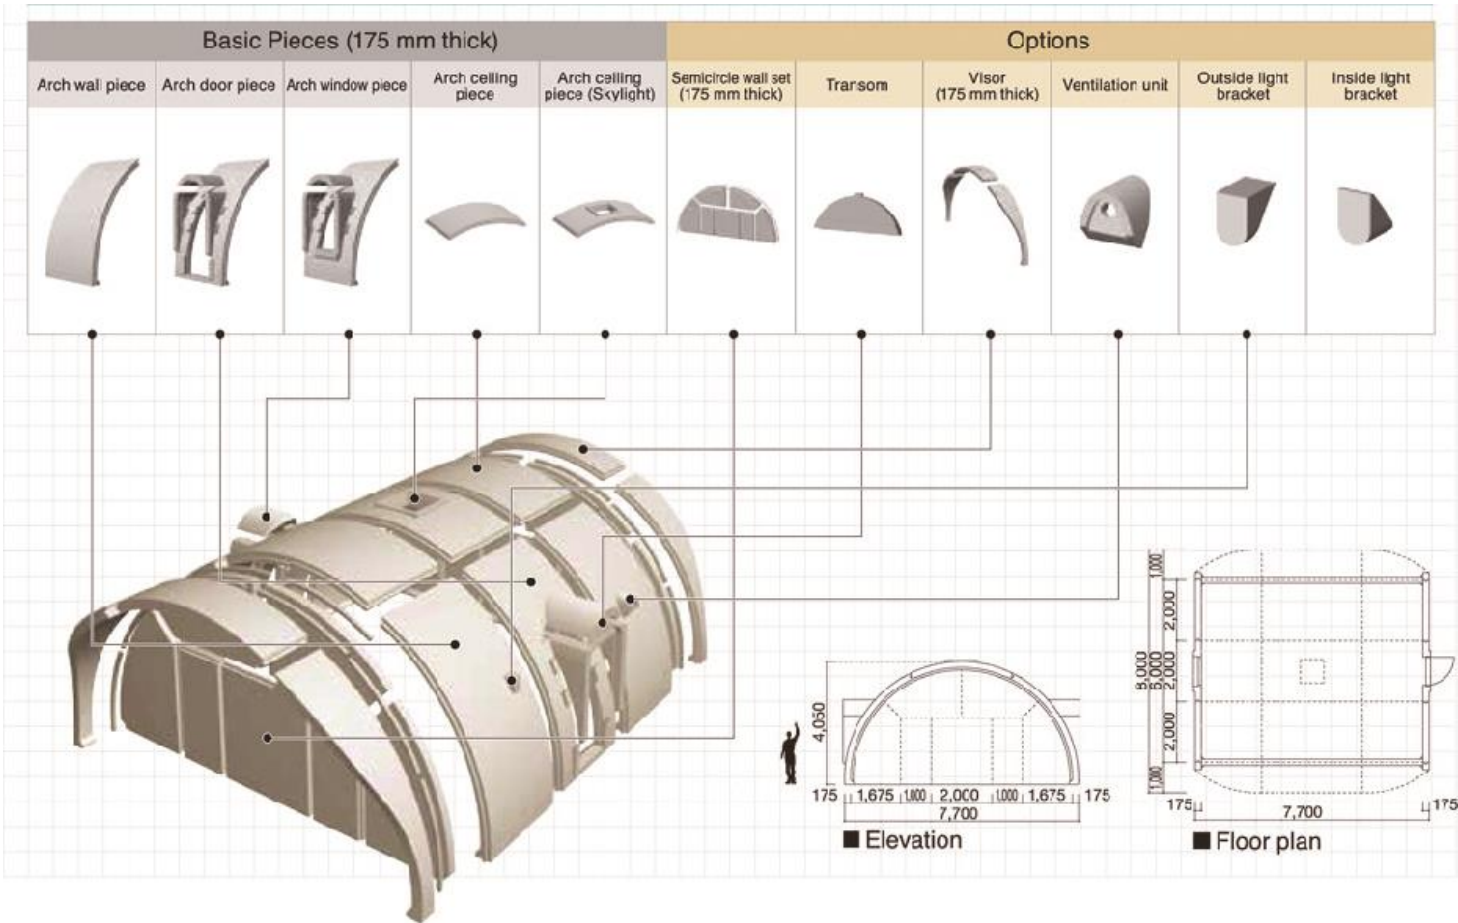 Basic Pieces (175 mm thick)
Options
Arch wall piece
Arch door piece
Arch window piece
Arch ceiling
piece
Arch ceiling
piece (Skylight)
Semicircle wall set
(175 mm thick)
Transom
Visor
(175 mm thick)
Ventilation unit
Outside light
bracket
Inside light
bracket
4,050
175 1,675 1,000 2,000 1,000 1,675 175
7,700
■ Elevation
1,000
2,000
8,000
6,000
2,000
2,000
1,000
175 7,700 175
■ Floor plan